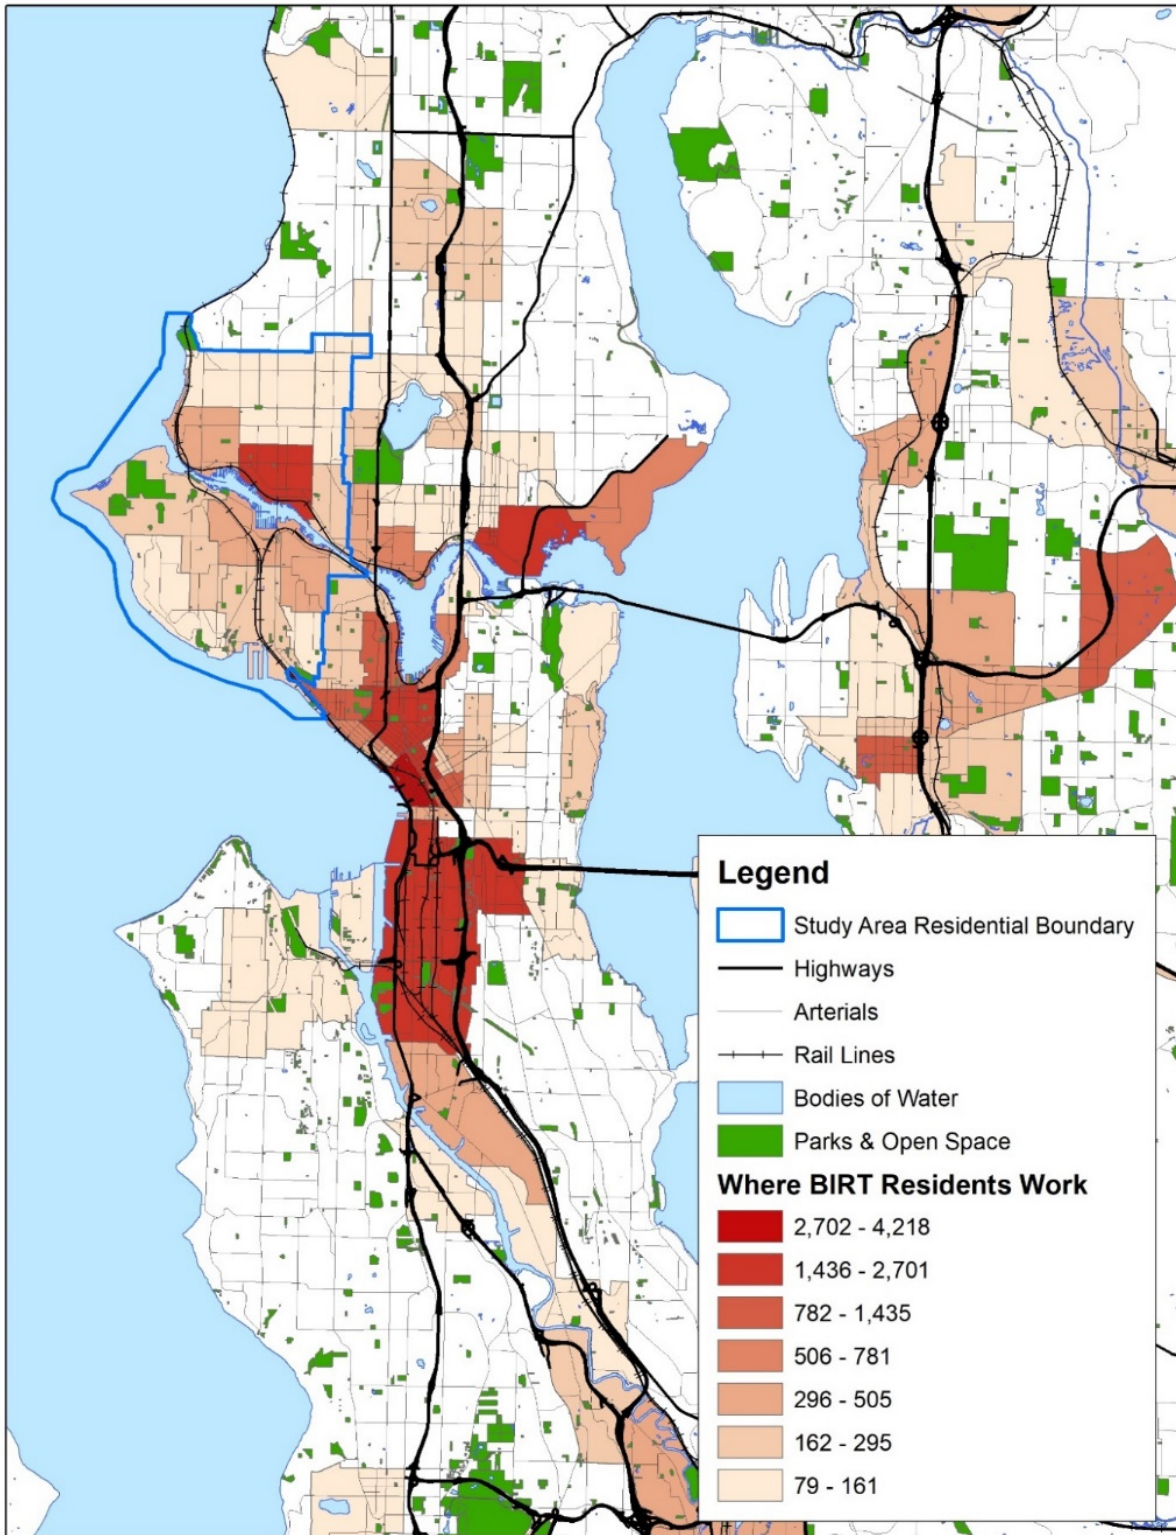 Legend
Study Area Residential Boundary
Highways
Arterials
Rail Lines
Bodies of Water
Parks & Open Space
Where BIRT Residents Work
2,702 - 4,218
1,436 - 2,701
782 - 1,435
506 - 781
296 - 505
162 - 295
79 - 161